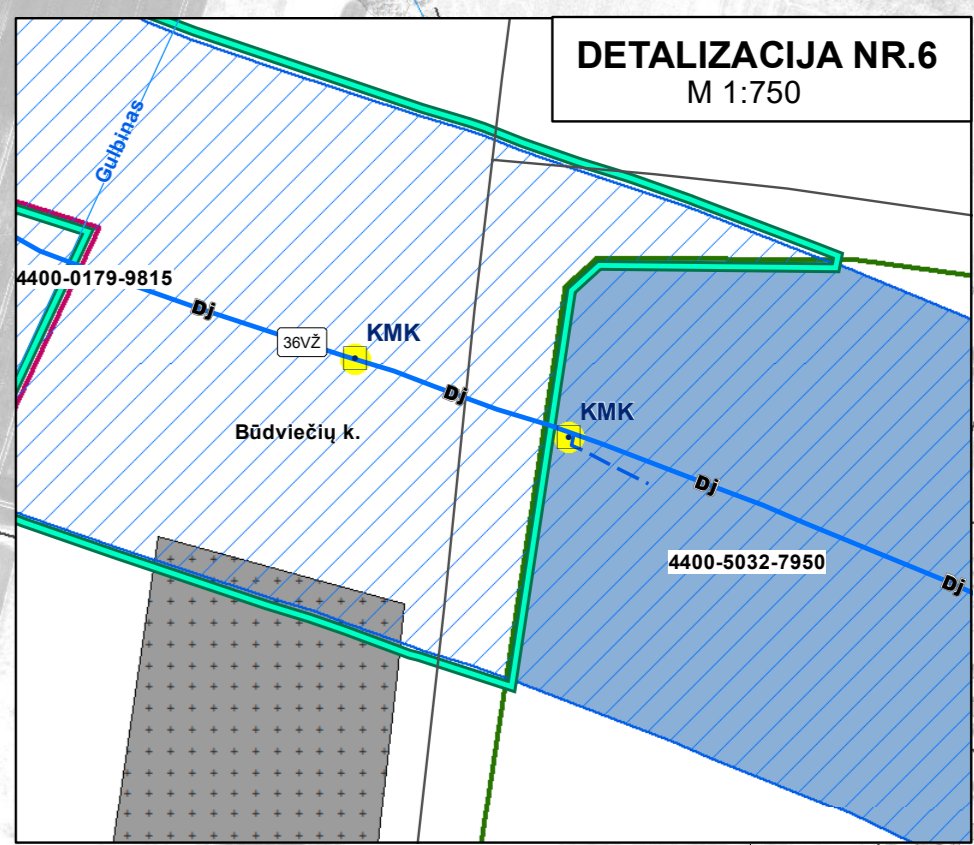 DETALIZACIJA NR.6
M 1:750
Gulbinas
4400-0179-9815
Dj
36VŽ
KMK
Dj
KMK
Būdviečių k.
Dj
4400-5032-7950
Dj